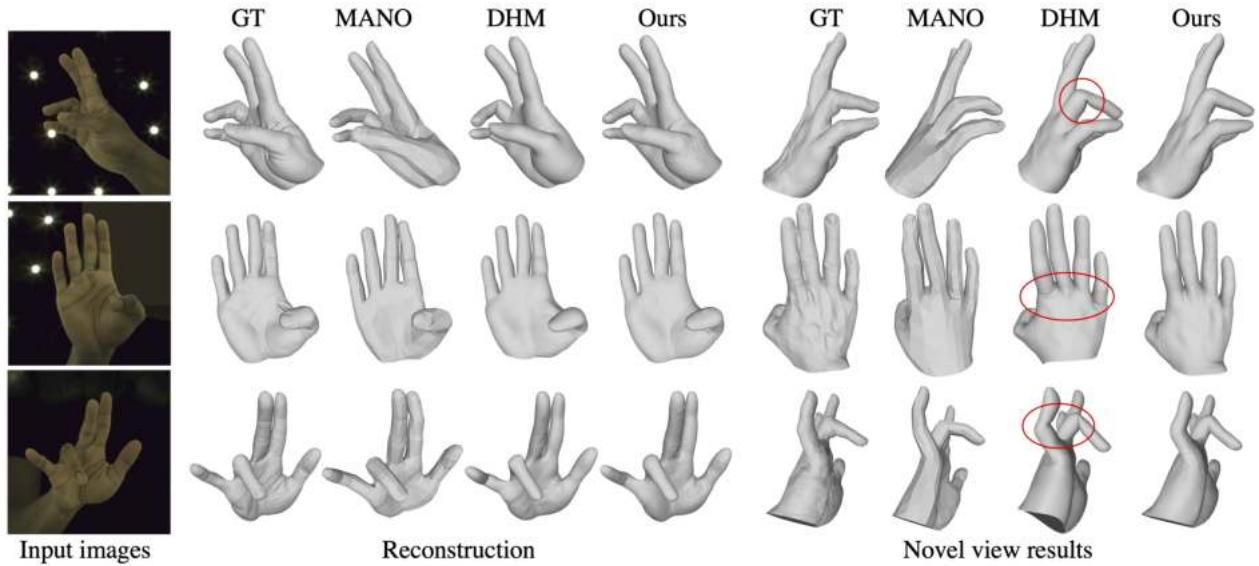 GT MANO DHM Ours GT MANO DHM Ours
Input images Reconstruction Novel view results